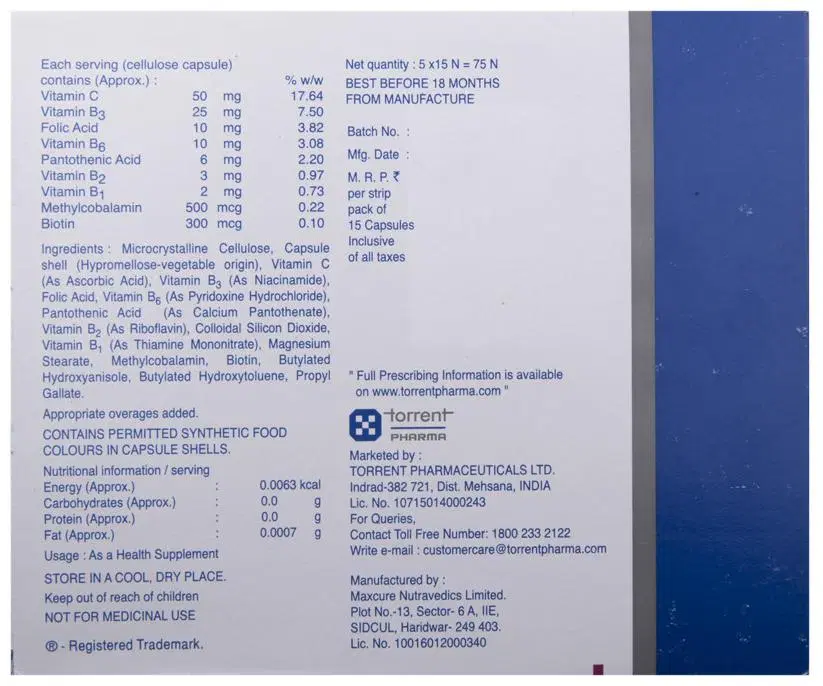 Each serving (cellulose capsule)
contains (Approx.) : % w/w
Vitamin C 50 mg 17.64
Vitamin B3 25 mg 7.50
Folic Acid 10 mg 3.82
Vitamin B6 10 mg 3.08
Pantothenic Acid 6 mg 2.20
Vitamin B2 3 mg 0.97
Vitamin B1 2 mg 0.73
Methylcobalamin 500 mcg 0.22
Biotin 300 mcg 0.10
Ingredients : Microcrystalline Cellulose, Capsule
shell (Hypromellose-vegetable origin), Vitamin C
(As Ascorbic Acid), Vitamin B3 (As Niacinamide),
Folic Acid, Vitamin B6 (As Pyridoxine Hydrochloride),
Pantothenic Acid (As Calcium Pantothenate),
Vitamin B2 (As Riboflavin), Colloidal Silicon Dioxide,
Vitamin B1 (As Thiamine Mononitrate), Magnesium
Stearate, Methylcobalamin, Biotin, Butylated
Hydroxyanisole, Butylated Hydroxytoluene, Propyl
Gallate.
Appropriate overages added.
CONTAINS PERMITTED SYNTHETIC FOOD
COLOURS IN CAPSULE SHELLS.
Nutritional information / serving
Energy (Approx.) : 0.0063 kcal
Carbohydrates (Approx.) : 0.0 g
Protein (Approx.) : 0.0 g
Fat (Approx.) : 0.0007 g
Usage : As a Health Supplement
STORE IN A COOL, DRY PLACE.
Keep out of reach of children
NOT FOR MEDICINAL USE
® - Registered Trademark.
Net quantity : 5 x15 N = 75 N
BEST BEFORE 18 MONTHS
FROM MANUFACTURE
Batch No. :
Mfg. Date :
M. R. P. ₹
per strip
pack of
15 Capsules
Inclusive
of all taxes
" Full Prescribing Information is available
on www.torrentpharma.com "
torrent
PHARMA
Marketed by :
TORRENT PHARMACEUTICALS LTD.
Indrad-382 721, Dist. Mehsana, INDIA
Lic. No. 10715014000243
For Queries,
Contact Toll Free Number: 1800 233 2122
Write e-mail : customercare@torrentpharma.com
Manufactured by :
Maxcure Nutravedics Limited.
Plot No.-13, Sector- 6 A, IIE,
SIDCUL, Haridwar- 249 403.
Lic. No. 10016012000340